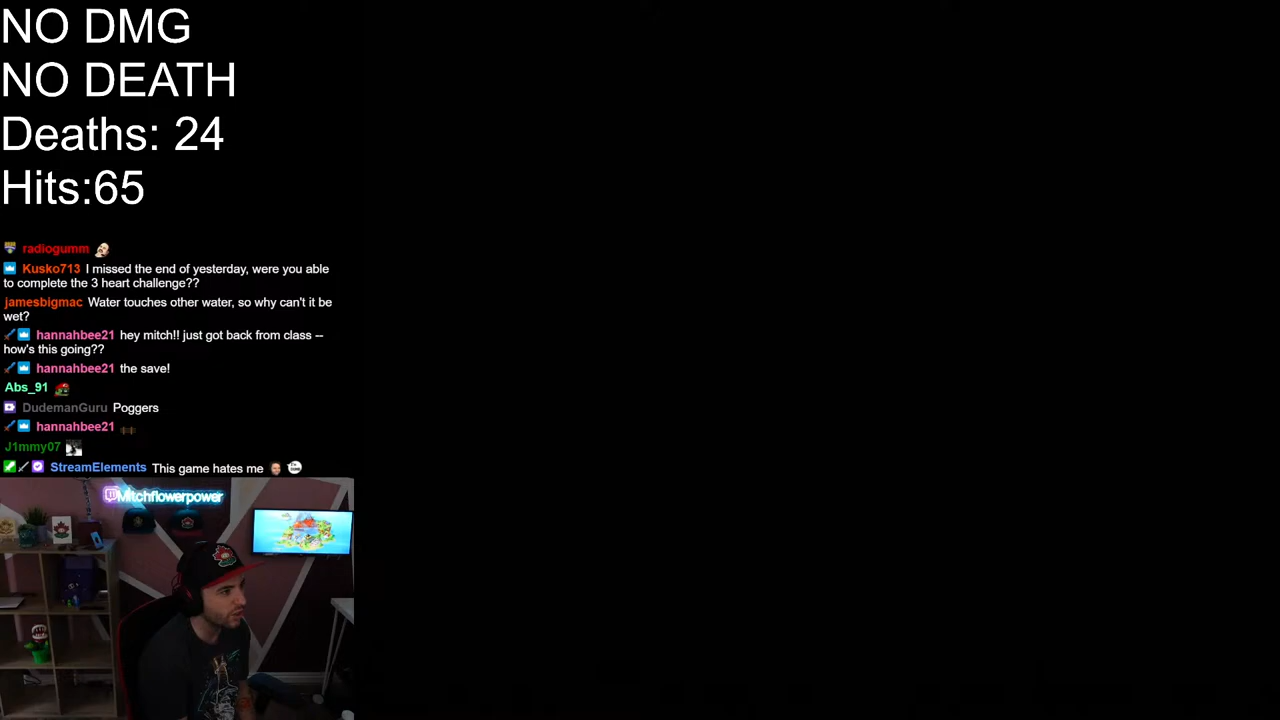 NO DMG
NO DEATH
Deaths: 24
Hits:65
radiogumm
Kusko713 I missed the end of yesterday, were you able
to complete the 3 heart challenge??
jamesbigmac Water touches other water, so why can't it be
wet?
hannahbee21 hey mitch!! just got back from class --
how's this going??
hannahbee21 the save!
Abs_91
DudemanGuru Poggers
hannahbee21
J1mmy07
StreamElements This game hates me
Mitchflowerpower